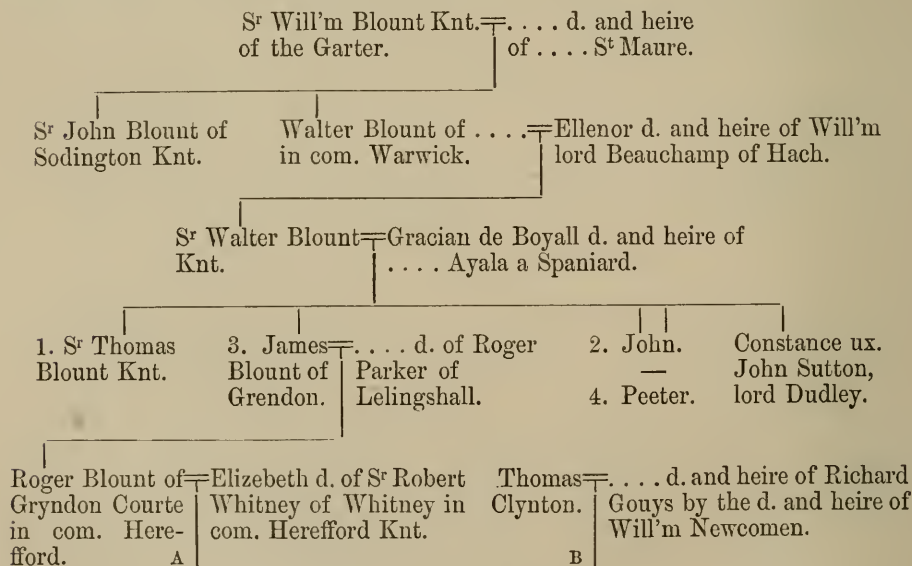 Sr Will'm Blount Knt.
of the Garter.
. . . . d. and heire
of . . . . St Maure.
Sr John Blount of
Sodington Knt.
Walter Blount of . . . .
in com. Warwick.
Ellenor d. and heire of Will'm
lord Beauchamp of Hach.
Sr Walter Blount
Knt.
Gracian de Boyall d. and heire of
. . . . Ayala a Spaniard.
1. Sr Thomas
Blount Knt.
3. James
Blount of
Grendon.
. . . . d. of Roger
Parker of
Lelingshall.
2. John.
—
4. Peeter.
Constance ux.
John Sutton,
lord Dudley.
Roger Blount of
Gryndon Courte
in com. Here-
fford.
A
Elizebeth d. of Sr Robert
Whitney of Whitney in
com. Herefford Knt.
Thomas
Clynton.
B
. . . . d. and heire of Richard
Gouys by the d. and heire of
Will'm Newcomen.